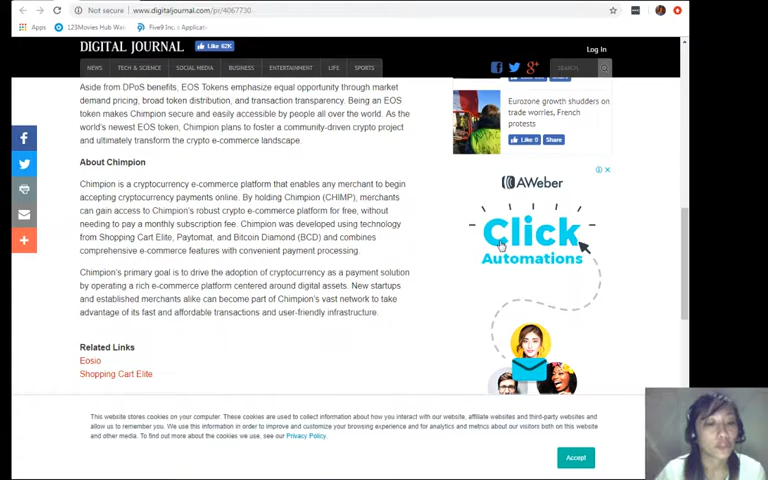 Not secure | www.digitaljournal.com/pr/4067730
Apps
123Movies Hub Wa
Five9 Inc. :: Applicat
DIGITAL JOURNAL
Like 62K
Log In
NEWS
TECH & SCIENCE
SOCIAL MEDIA
BUSINESS
ENTERTAINMENT
LIFE
SPORTS
SEARCH
Aside from DPoS benefits, EOS Tokens emphasize equal opportunity through market
demand pricing, broad token distribution, and transaction transparency. Being an EOS
token makes Chimpion secure and easily accessible by people all over the world. As the
world's newest EOS token, Chimpion plans to foster a community-driven crypto project
and ultimately transform the crypto e-commerce landscape.
About Chimpion
Chimpion is a cryptocurrency e-commerce platform that enables any merchant to begin
accepting cryptocurrency payments online. By holding Chimpion (CHIMP), merchants
can gain access to Chimpion's robust crypto e-commerce platform for free, without
needing to pay a monthly subscription fee. Chimpion was developed using technology
from Shopping Cart Elite, Paytomat, and Bitcoin Diamond (BCD) and combines
comprehensive e-commerce features with convenient payment processing.
Chimpion's primary goal is to drive the adoption of cryptocurrency as a payment solution
by operating a rich e-commerce platform centered around digital assets. New startups
and established merchants alike can become part of Chimpion's vast network to take
advantage of its fast and affordable transactions and user-friendly infrastructure.
Related Links
Eosio
Shopping Cart Elite
Eurozone growth shudders on
trade worries, French
protests
Like 0
Share
AWeber
Click
Automations
This website stores cookies on your computer. These cookies are used to collect information about how you interact with our website, affiliate websites and third-party websites and
allow us to remember you. We use this information in order to improve and customize your browsing experience and for analytics and metrics about our visitors both on this website
and other media. To find out more about the cookies we use, see our Privacy Policy.
Accept